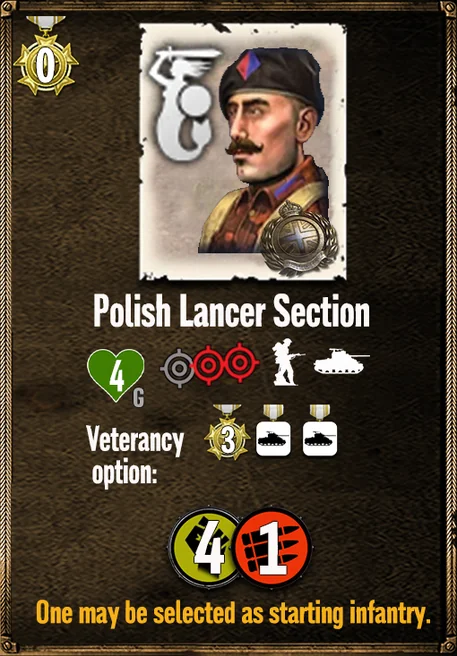 0
Polish Lancer Section
4
G
Veterancy
option:
3
4 1
One may be selected as starting infantry.